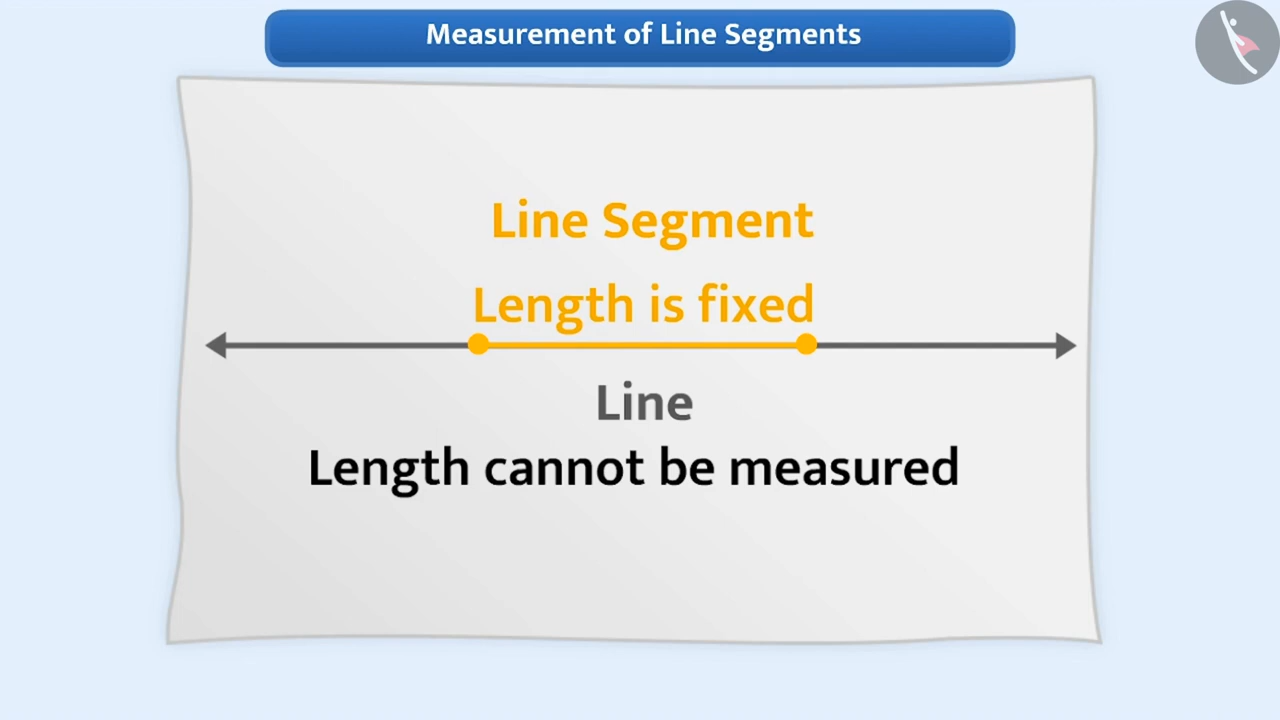 Measurement of Line Segments
Line Segment
Length is fixed
Line
Length cannot be measured